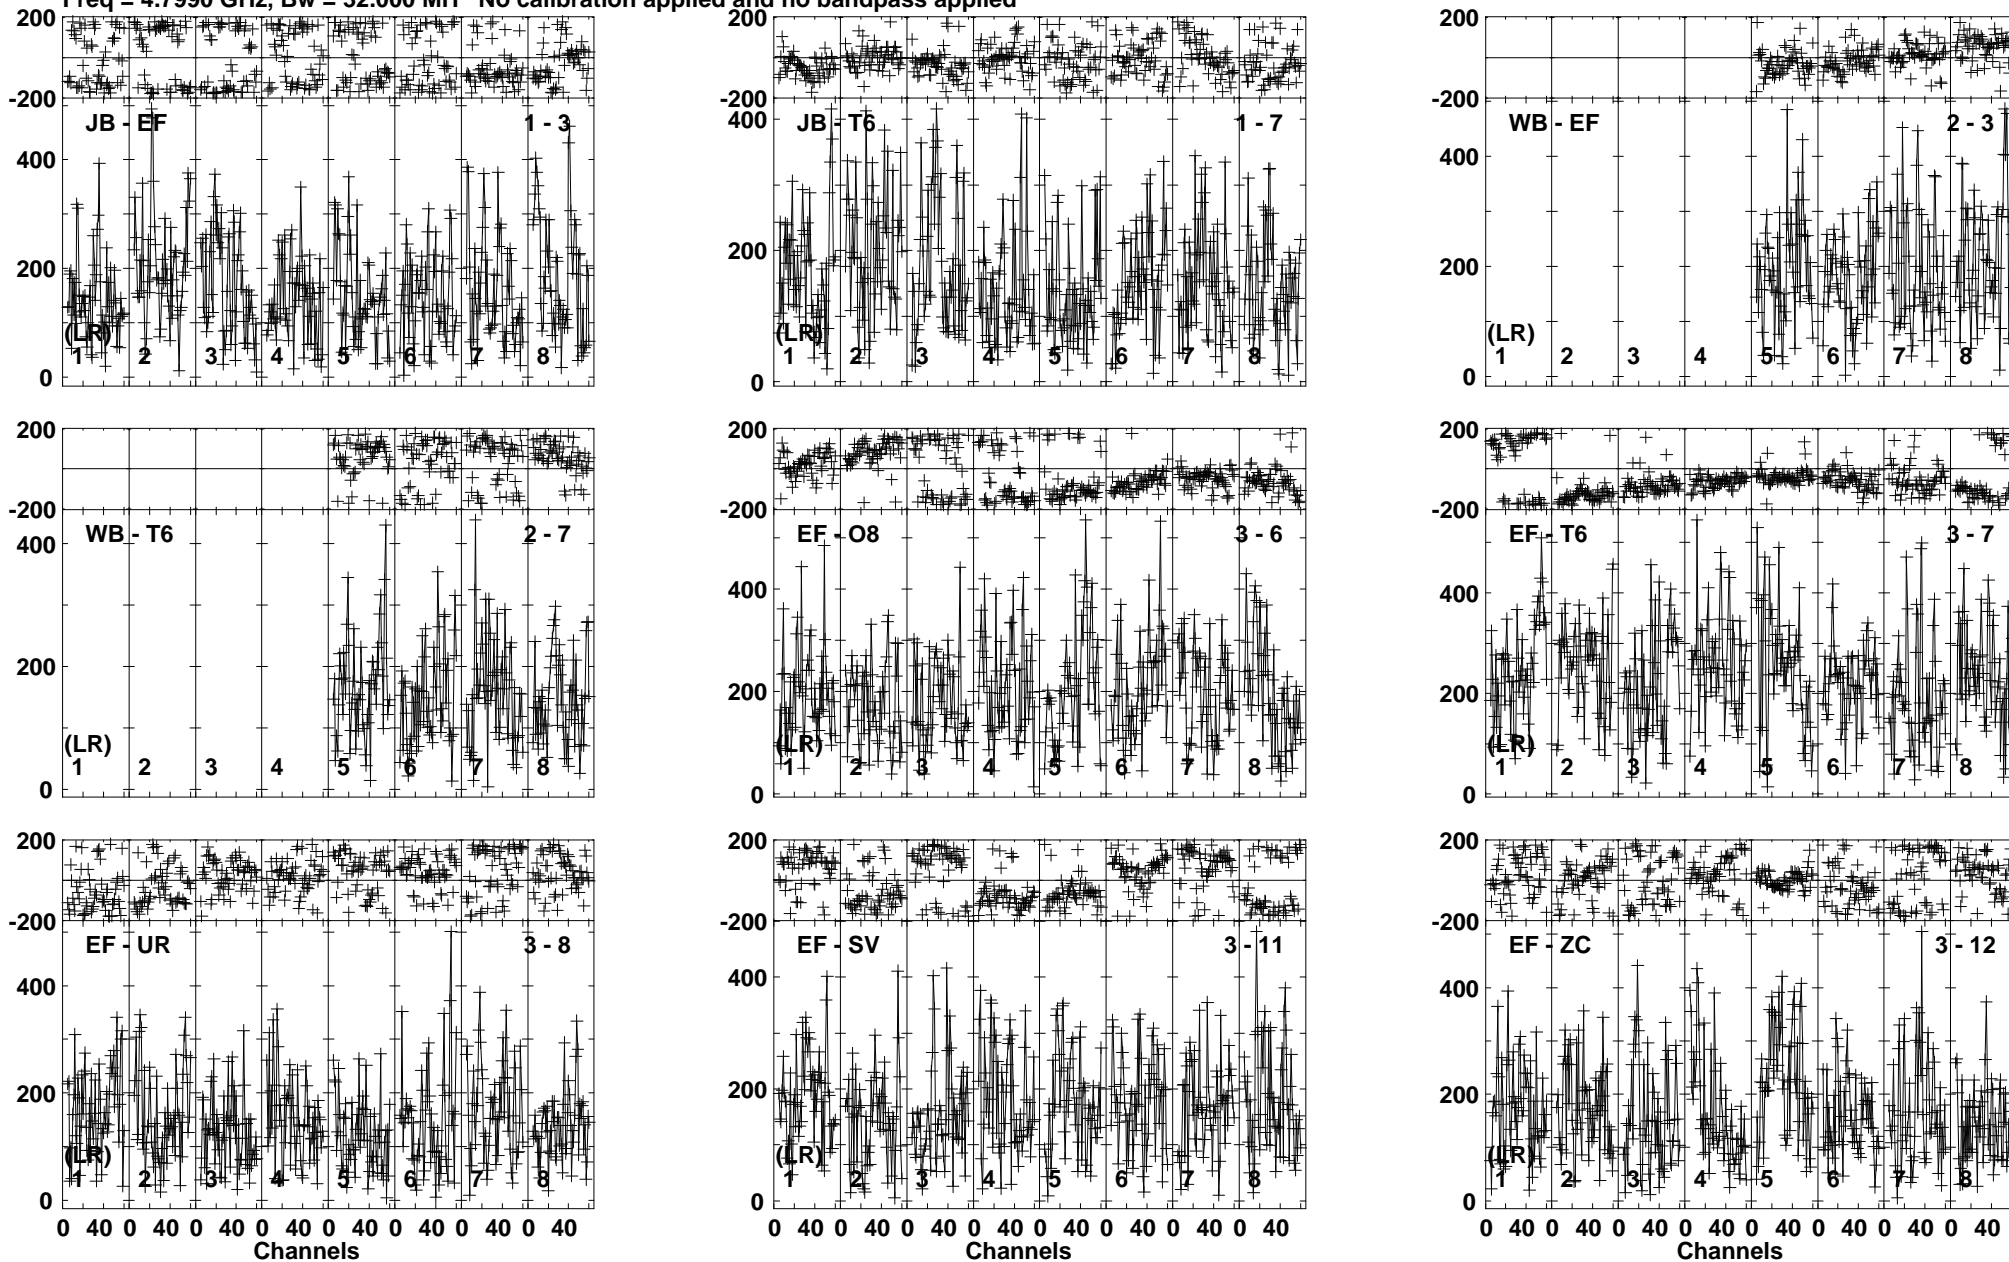 Freq = 4.7990 GHz, Bw = 32.000 MH No calibration applied and no bandpass applied
200
-200
JB - EF 1 - 3
400
200
0
(LR)
1 2 3 4 5 6 7 8
200
-200
JB - T6 1 - 7
400
200
0
(LR)
1 2 3 4 5 6 7 8
200
-200
WB - EF 2 - 3
400
200
0
(LR)
1 2 3 4 5 6 7 8
200
-200
WB - T6 2 - 7
400
200
0
(LR)
1 2 3 4 5 6 7 8
200
-200
EF - O8 3 - 6
400
200
0
(LR)
1 2 3 4 5 6 7 8
200
-200
EF - T6 3 - 7
400
200
0
(LR)
1 2 3 4 5 6 7 8
200
-200
EF - UR 3 - 8
400
200
0
(LR)
1 2 3 4 5 6 7 8
0 40 0 40 0 40 0 40 0 40 0 40 0 40 0 40
Channels
200
-200
EF - SV 3 - 11
400
200
0
(LR)
1 2 3 4 5 6 7 8
0 40 0 40 0 40 0 40 0 40 0 40 0 40 0 40
Channels
200
-200
EF - ZC 3 - 12
400
200
0
(LR)
1 2 3 4 5 6 7 8
0 40 0 40 0 40 0 40 0 40 0 40 0 40 0 40
Channels